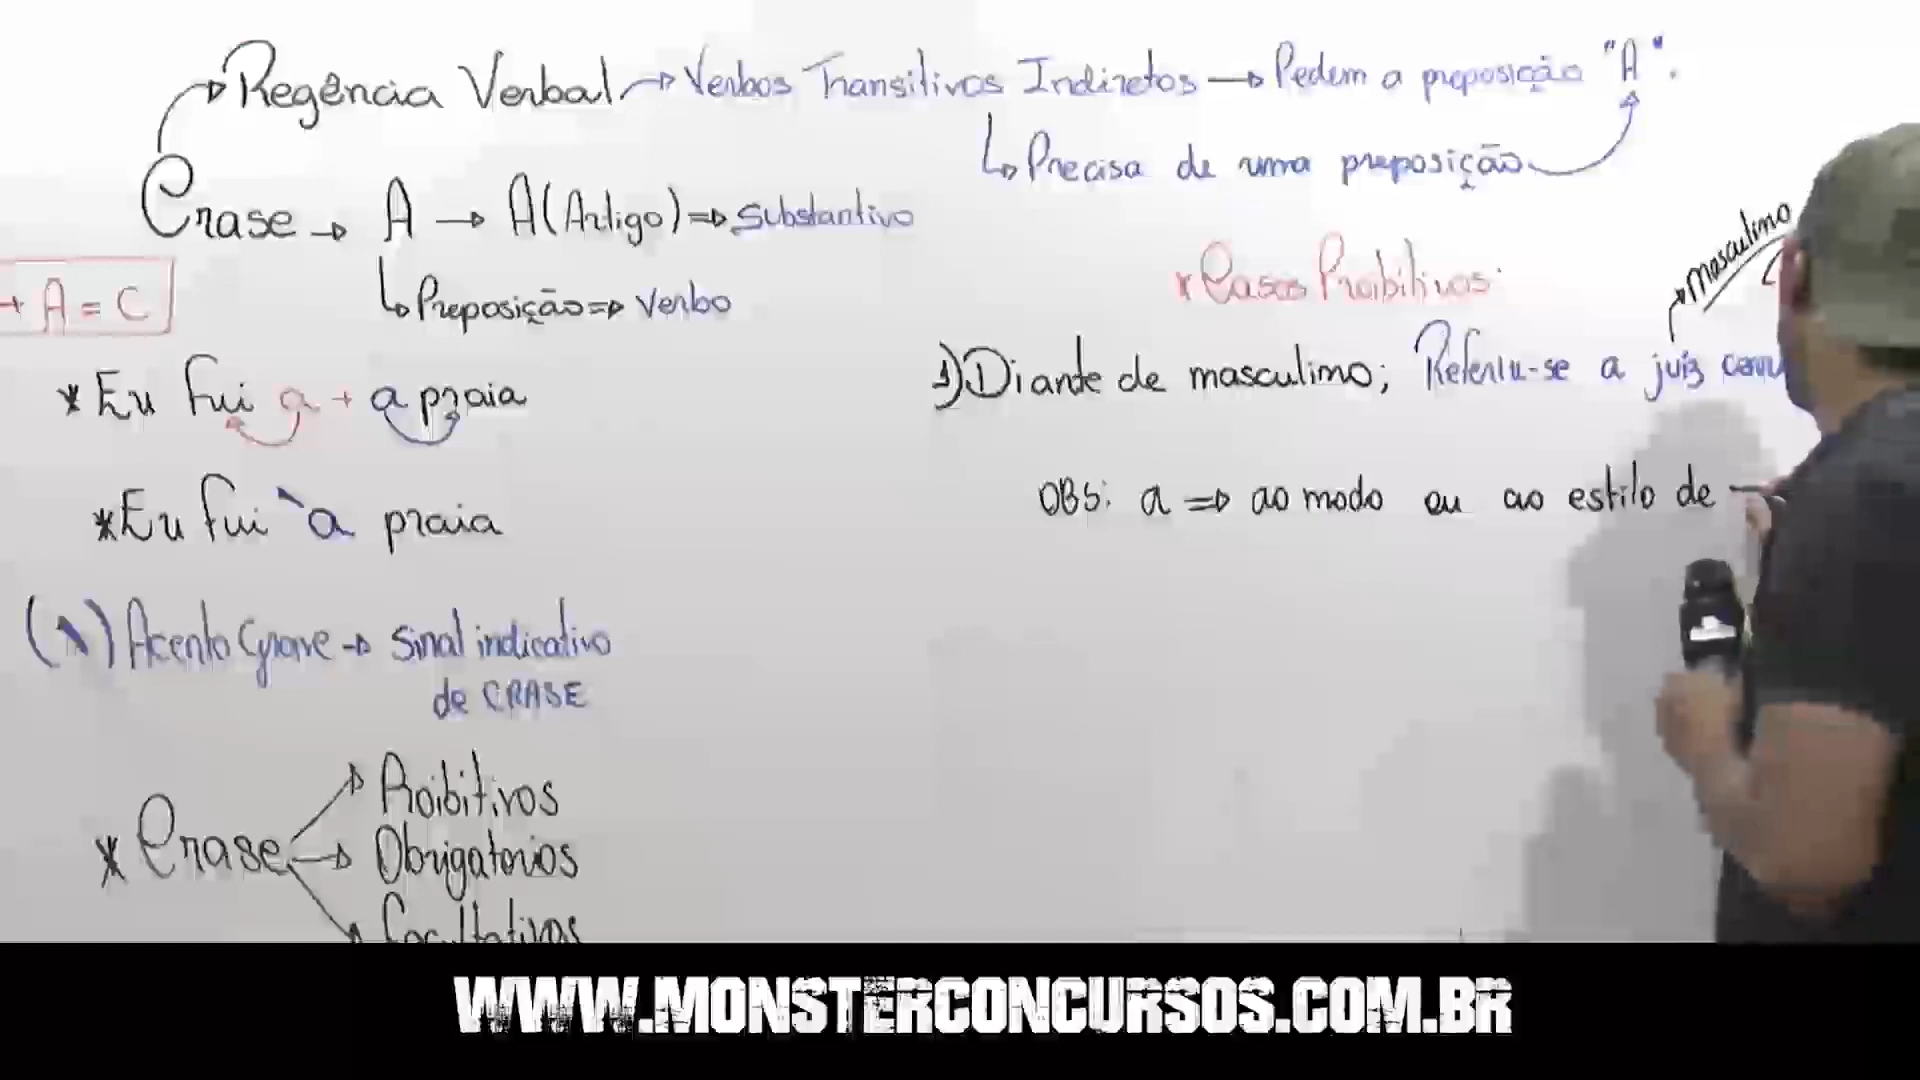 Regência Verbal → Verbos Transitivos Indiretos → Pedem a preposição "A".
↳ Precisa de uma preposição
Crase → A → A (Artigo) ⇒ Substantivo
↳ Preposição ⇒ Verbo
+ A = C
* Eu fui a + a praia
* Eu fui à praia
(\) Acento Grave → Sinal indicativo
de CRASE
* Crase → Proibitivos
→ Obrigatórios
→ Facultativos
* Casos Proibitivos:
masculino
1) Diante de masculino; Referiu-se a juiz
OBS: a ⇒ ao modo ou ao estilo de
WWW.MONSTERCONCURSOS.COM.BR